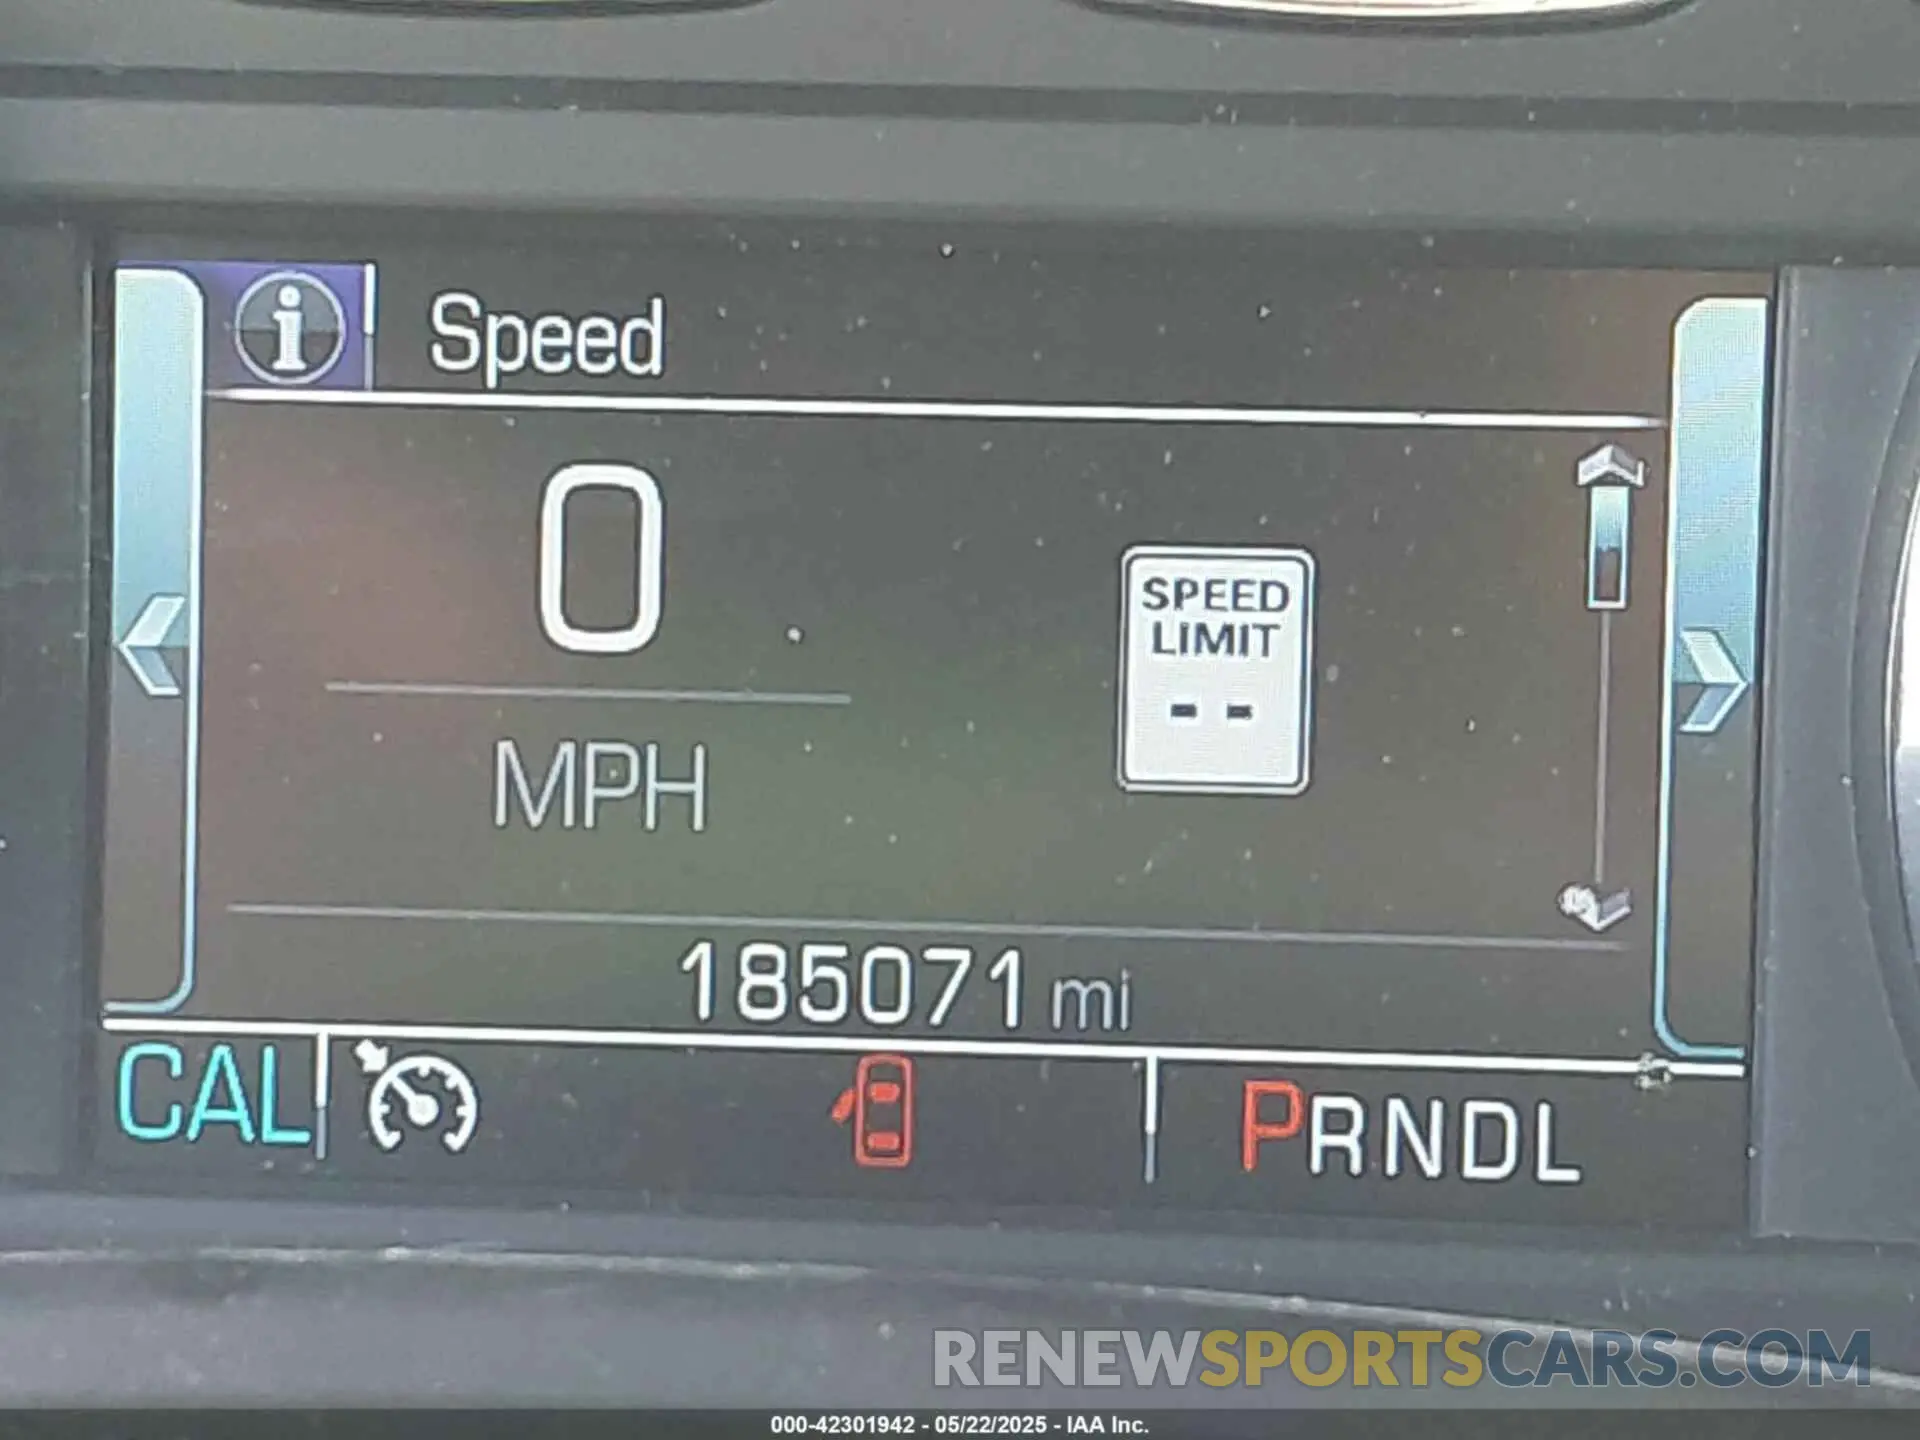 i Speed
0
MPH
SPEED
LIMIT
- -
185071 mi
CAL PRNDL
RENEWSPORTSCARS.COM
000-42301942 - 05/22/2025 - IAA Inc.